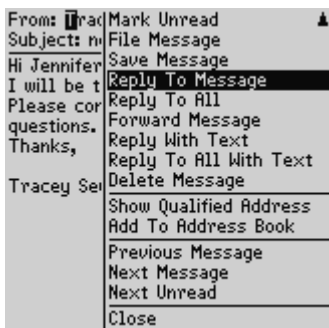 From: Trac
Subject: n
Hi Jennifer
I will be t
Please cor
questions.
Thanks,
Tracey Se
Mark Unread
File Message
Save Message
Reply To Message
Reply To All
Forward Message
Reply With Text
Reply To All With Text
Delete Message
Show Qualified Address
Add To Address Book
Previous Message
Next Message
Next Unread
Close